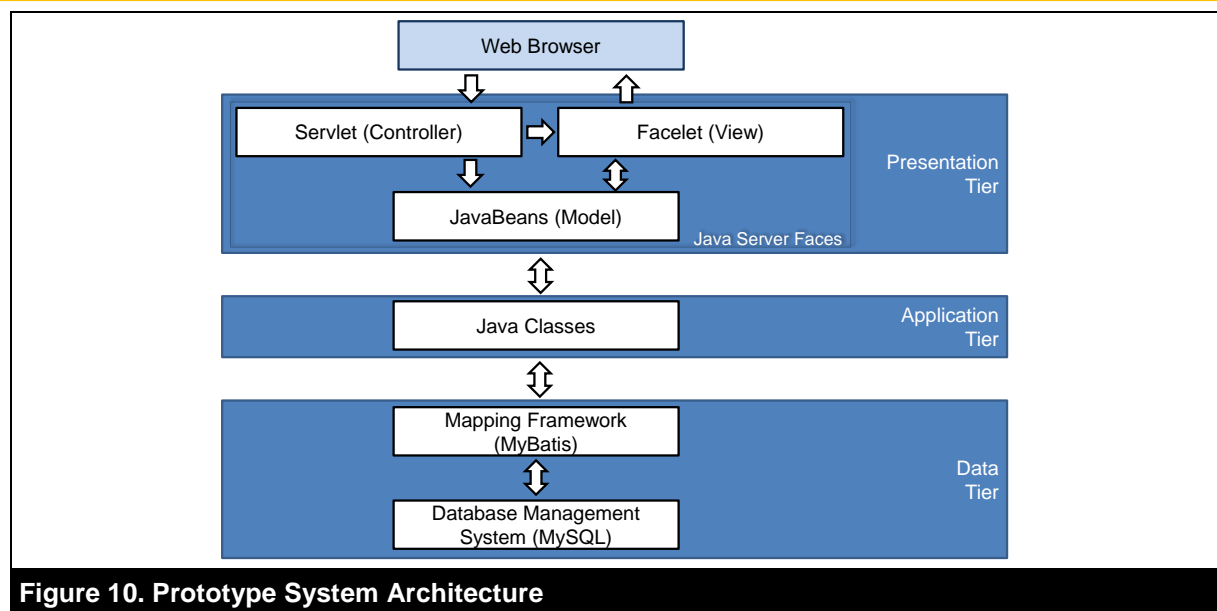 Web Browser
Servlet (Controller)
Facelet (View)
Presentation
Tier
JavaBeans (Model)
Java Server Faces
Java Classes
Application
Tier
Mapping Framework
(MyBatis)
Data
Tier
Database Management
System (MySQL)
Figure 10. Prototype System Architecture